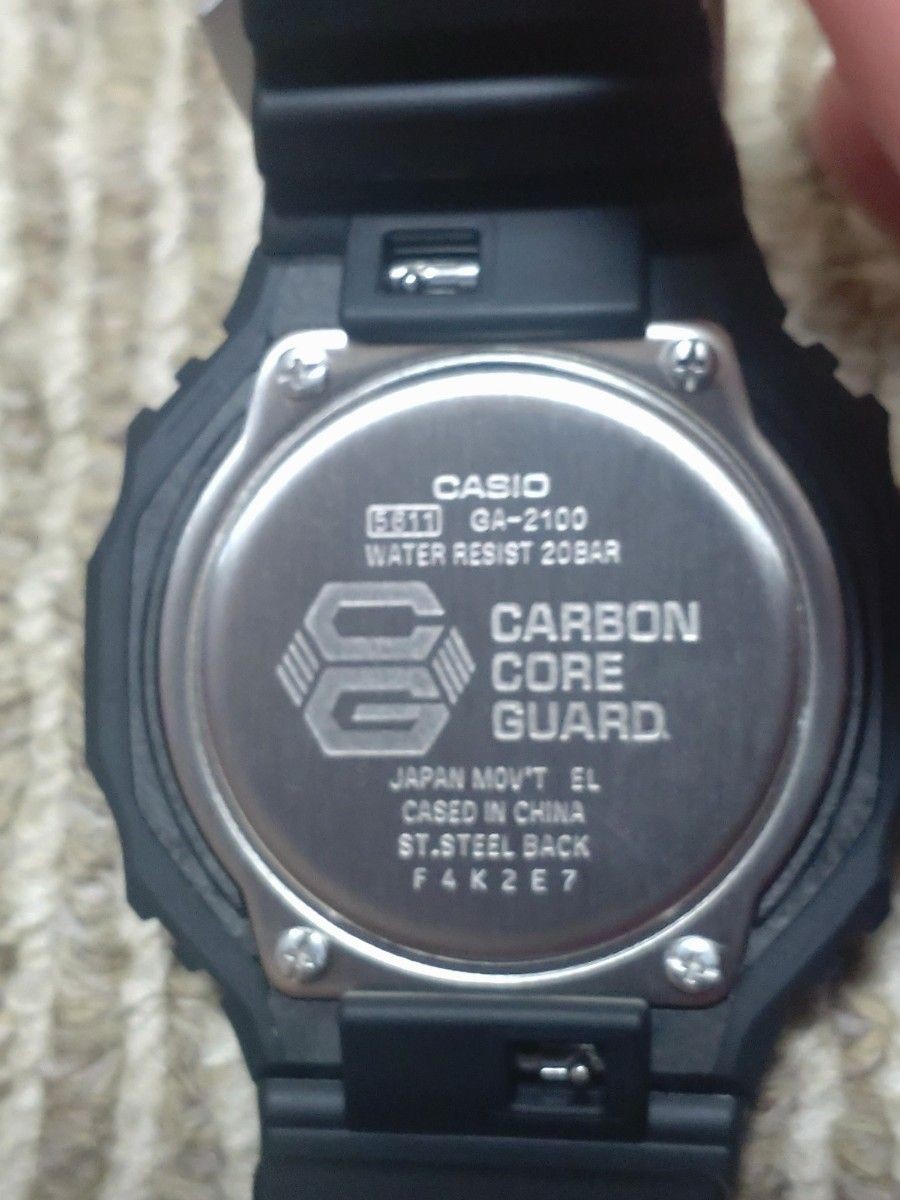 CASIO
5611 GA-2100
WATER RESIST 20BAR
CG
CARBON
CORE
GUARD.
JAPAN MOV'T EL
CASED IN CHINA
ST.STEEL BACK
F4K2E7